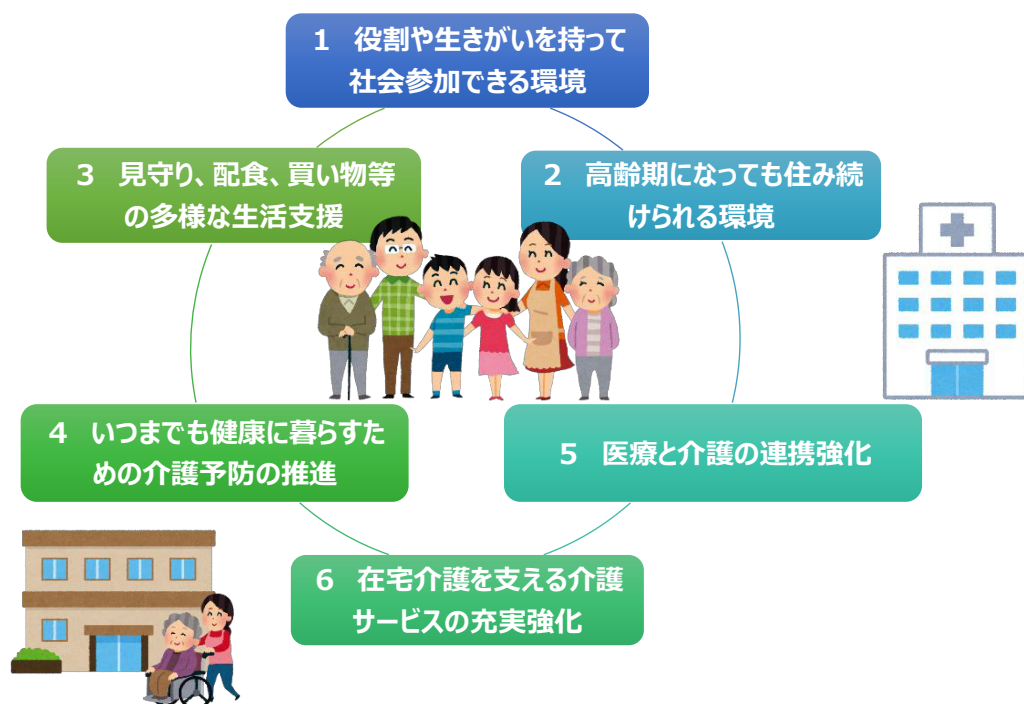 1　役割や生きがいを持って
社会参加できる環境
2　高齢期になっても住み続
けられる環境
3　見守り、配食、買い物等
の多様な生活支援
4　いつまでも健康に暮らすた
めの介護予防の推進
5　医療と介護の連携強化
6　在宅介護を支える介護
サービスの充実強化